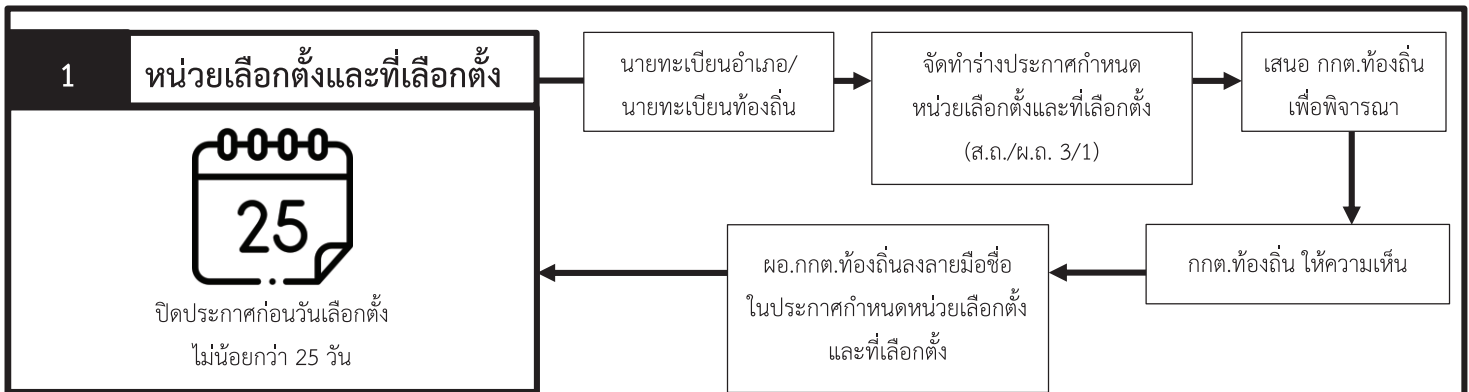 1
หน่วยเลือกตั้งและที่เลือกตั้ง
25
ปิดประกาศก่อนวันเลือกตั้ง
ไม่น้อยกว่า 25 วัน
นายทะเบียนอำเภอ/
นายทะเบียนท้องถิ่น
จัดทำร่างประกาศกำหนด
หน่วยเลือกตั้งและที่เลือกตั้ง
(ส.ถ./ผ.ถ. 3/1)
เสนอ กกต.ท้องถิ่น
เพื่อพิจารณา
กกต.ท้องถิ่น ให้ความเห็น
ผอ.กกต.ท้องถิ่นลงลายมือชื่อ
ในประกาศกำหนดหน่วยเลือกตั้ง
และที่เลือกตั้ง